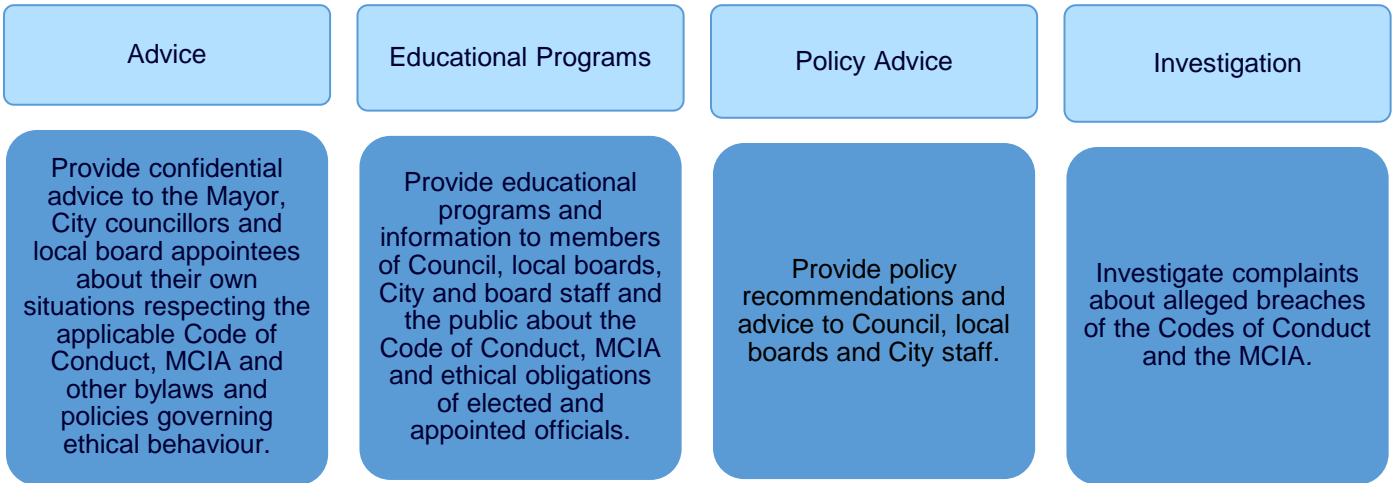 Advice
Provide confidential
advice to the Mayor,
City councillors and
local board appointees
about their own
situations respecting the
applicable Code of
Conduct, MCIA and
other bylaws and
policies governing
ethical behaviour.
Educational Programs
Provide educational
programs and
information to members
of Council, local boards,
City and board staff and
the public about the
Code of Conduct, MCIA
and ethical obligations
of elected and
appointed officials.
Policy Advice
Provide policy
recommendations and
advice to Council, local
boards and City staff.
Investigation
Investigate complaints
about alleged breaches
of the Codes of Conduct
and the MCIA.